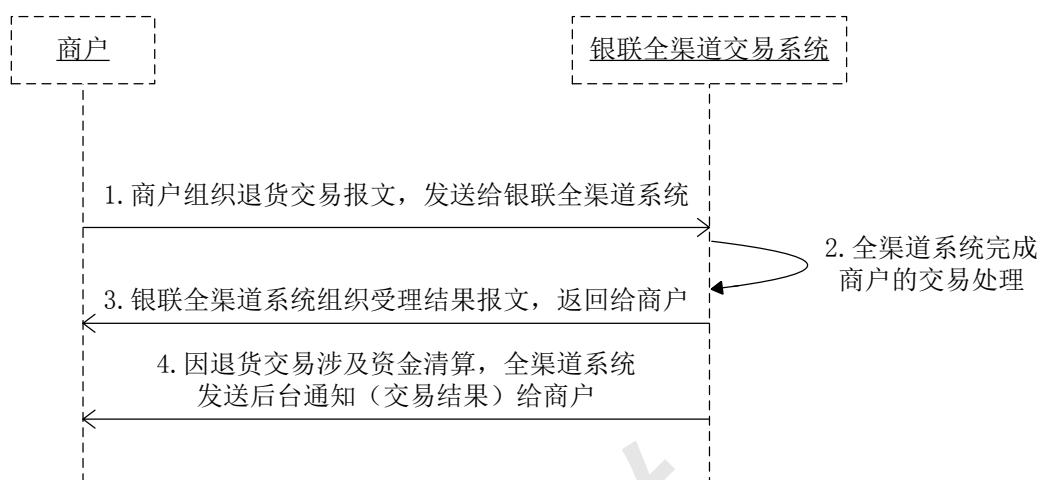 商户
银联全渠道交易系统
1.商户组织退货交易报文，发送给银联全渠道系统
2.全渠道系统完成
商户的交易处理
3.银联全渠道系统组织受理结果报文，返回给商户
4.因退货交易涉及资金清算，全渠道系统
发送后台通知（交易结果）给商户